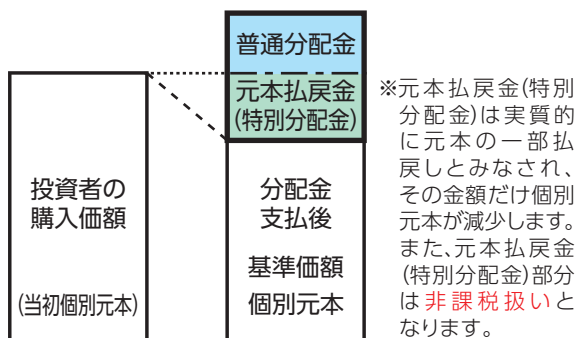 普通分配金
元本払戻金
(特別分配金)
投資者の
購入価額
(当初個別元本)
分配金
支払後
基準価額
個別元本
※元本払戻金(特別
分配金)は実質的
に元本の一部払
戻しとみなされ、
その金額だけ個別
元本が減少します。
また、元本払戻金
(特別分配金)部分
は非課税扱いと
なります。